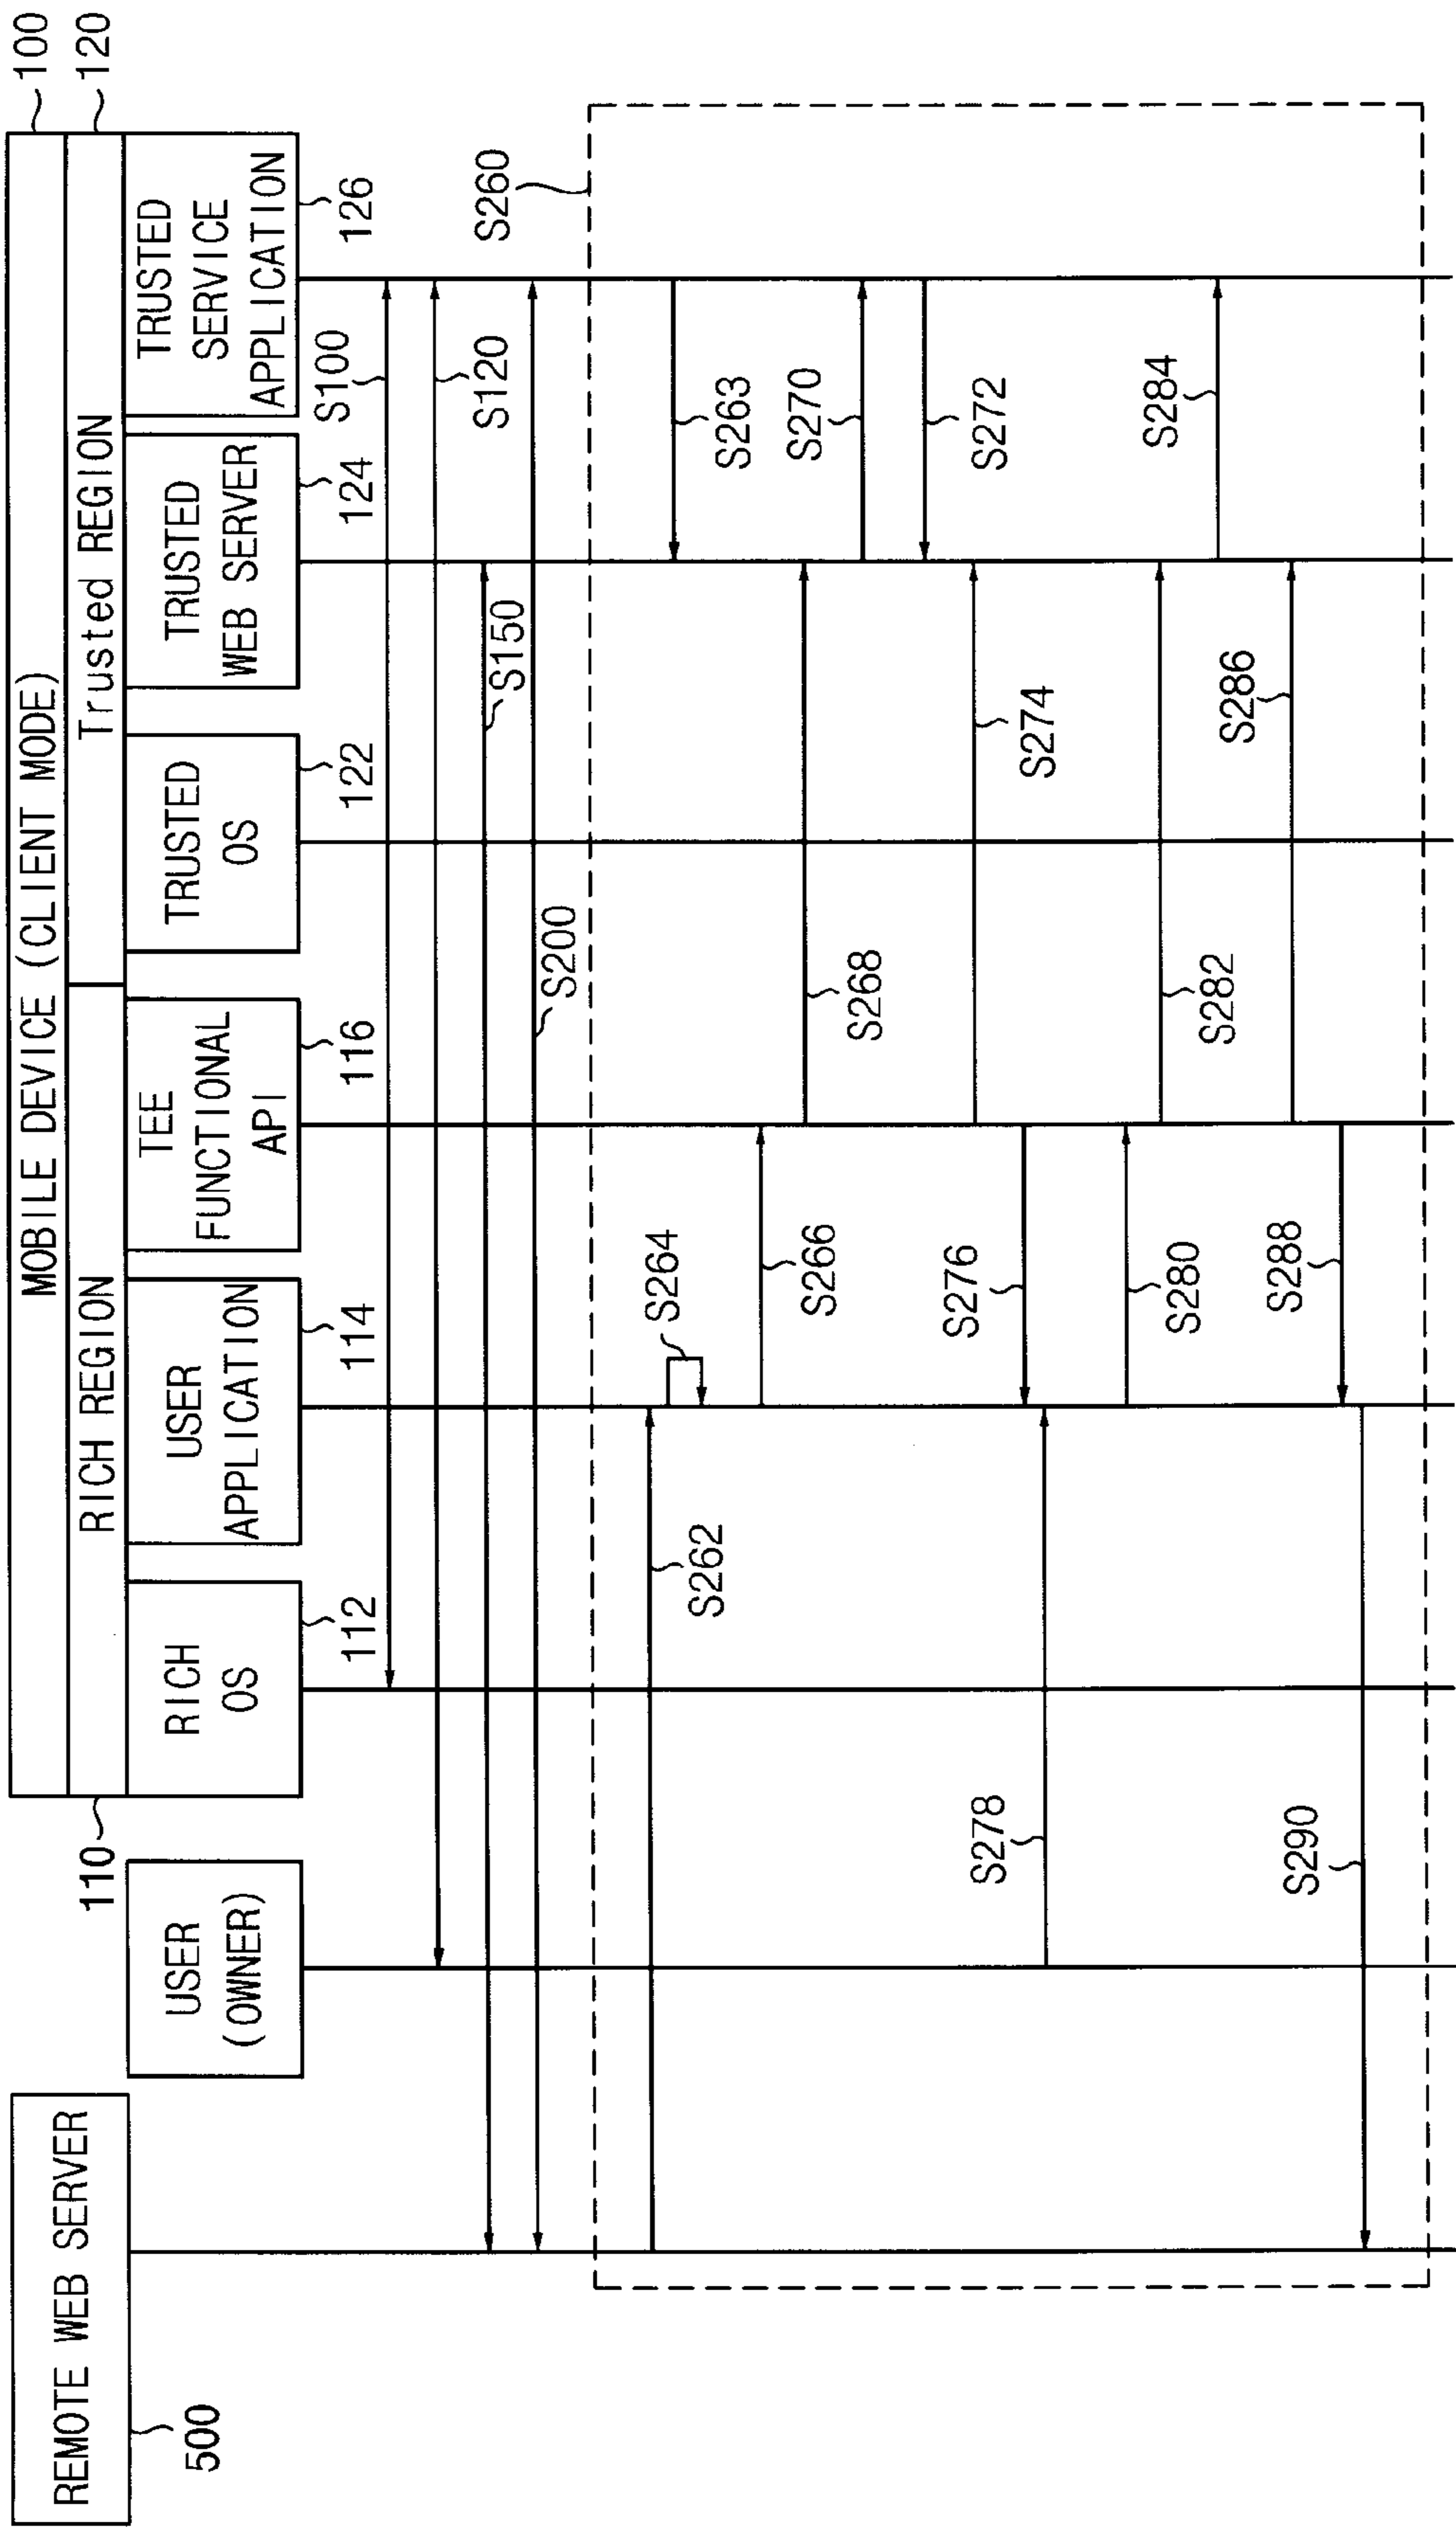 MOBILE DEVICE (CLIENT MODE)
100
RICH REGION
Trusted REGION
120
110
REMOTE WEB SERVER
500
USER
(OWNER)
RICH
OS
112
USER
APPLICATION
114
TEE
FUNCTIONAL
API
116
TRUSTED
OS
122
TRUSTED
WEB SERVER
124
TRUSTED
SERVICE
APPLICATION
126
S100
S120
S150
S200
S260
S262
S263
S264
S266
S268
S270
S272
S274
S276
S278
S280
S282
S284
S286
S288
S290